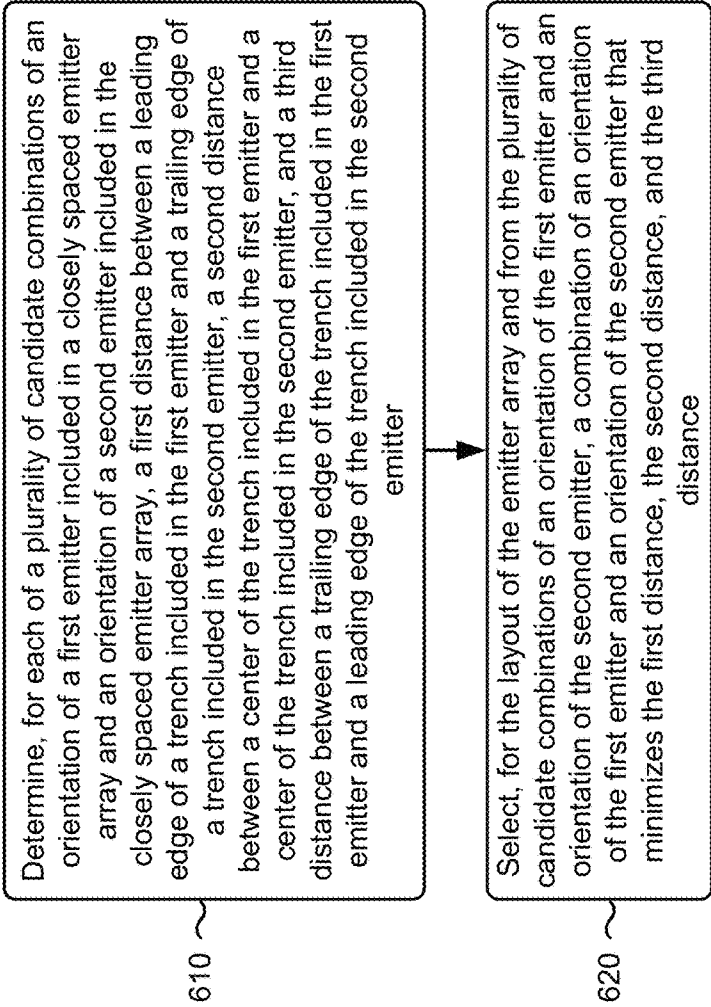 610
Determine, for each of a plurality of candidate combinations of an
orientation of a first emitter included in a closely spaced emitter
array and an orientation of a second emitter included in the
closely spaced emitter array, a first distance between a leading
edge of a trench included in the first emitter and a trailing edge of
a trench included in the second emitter, a second distance
between a center of the trench included in the first emitter and a
center of the trench included in the second emitter, and a third
distance between a trailing edge of the trench included in the first
emitter and a leading edge of the trench included in the second
emitter
620
Select, for the layout of the emitter array and from the plurality of
candidate combinations of an orientation of the first emitter and an
orientation of the second emitter, a combination of an orientation
of the first emitter and an orientation of the second emitter that
minimizes the first distance, the second distance, and the third
distance